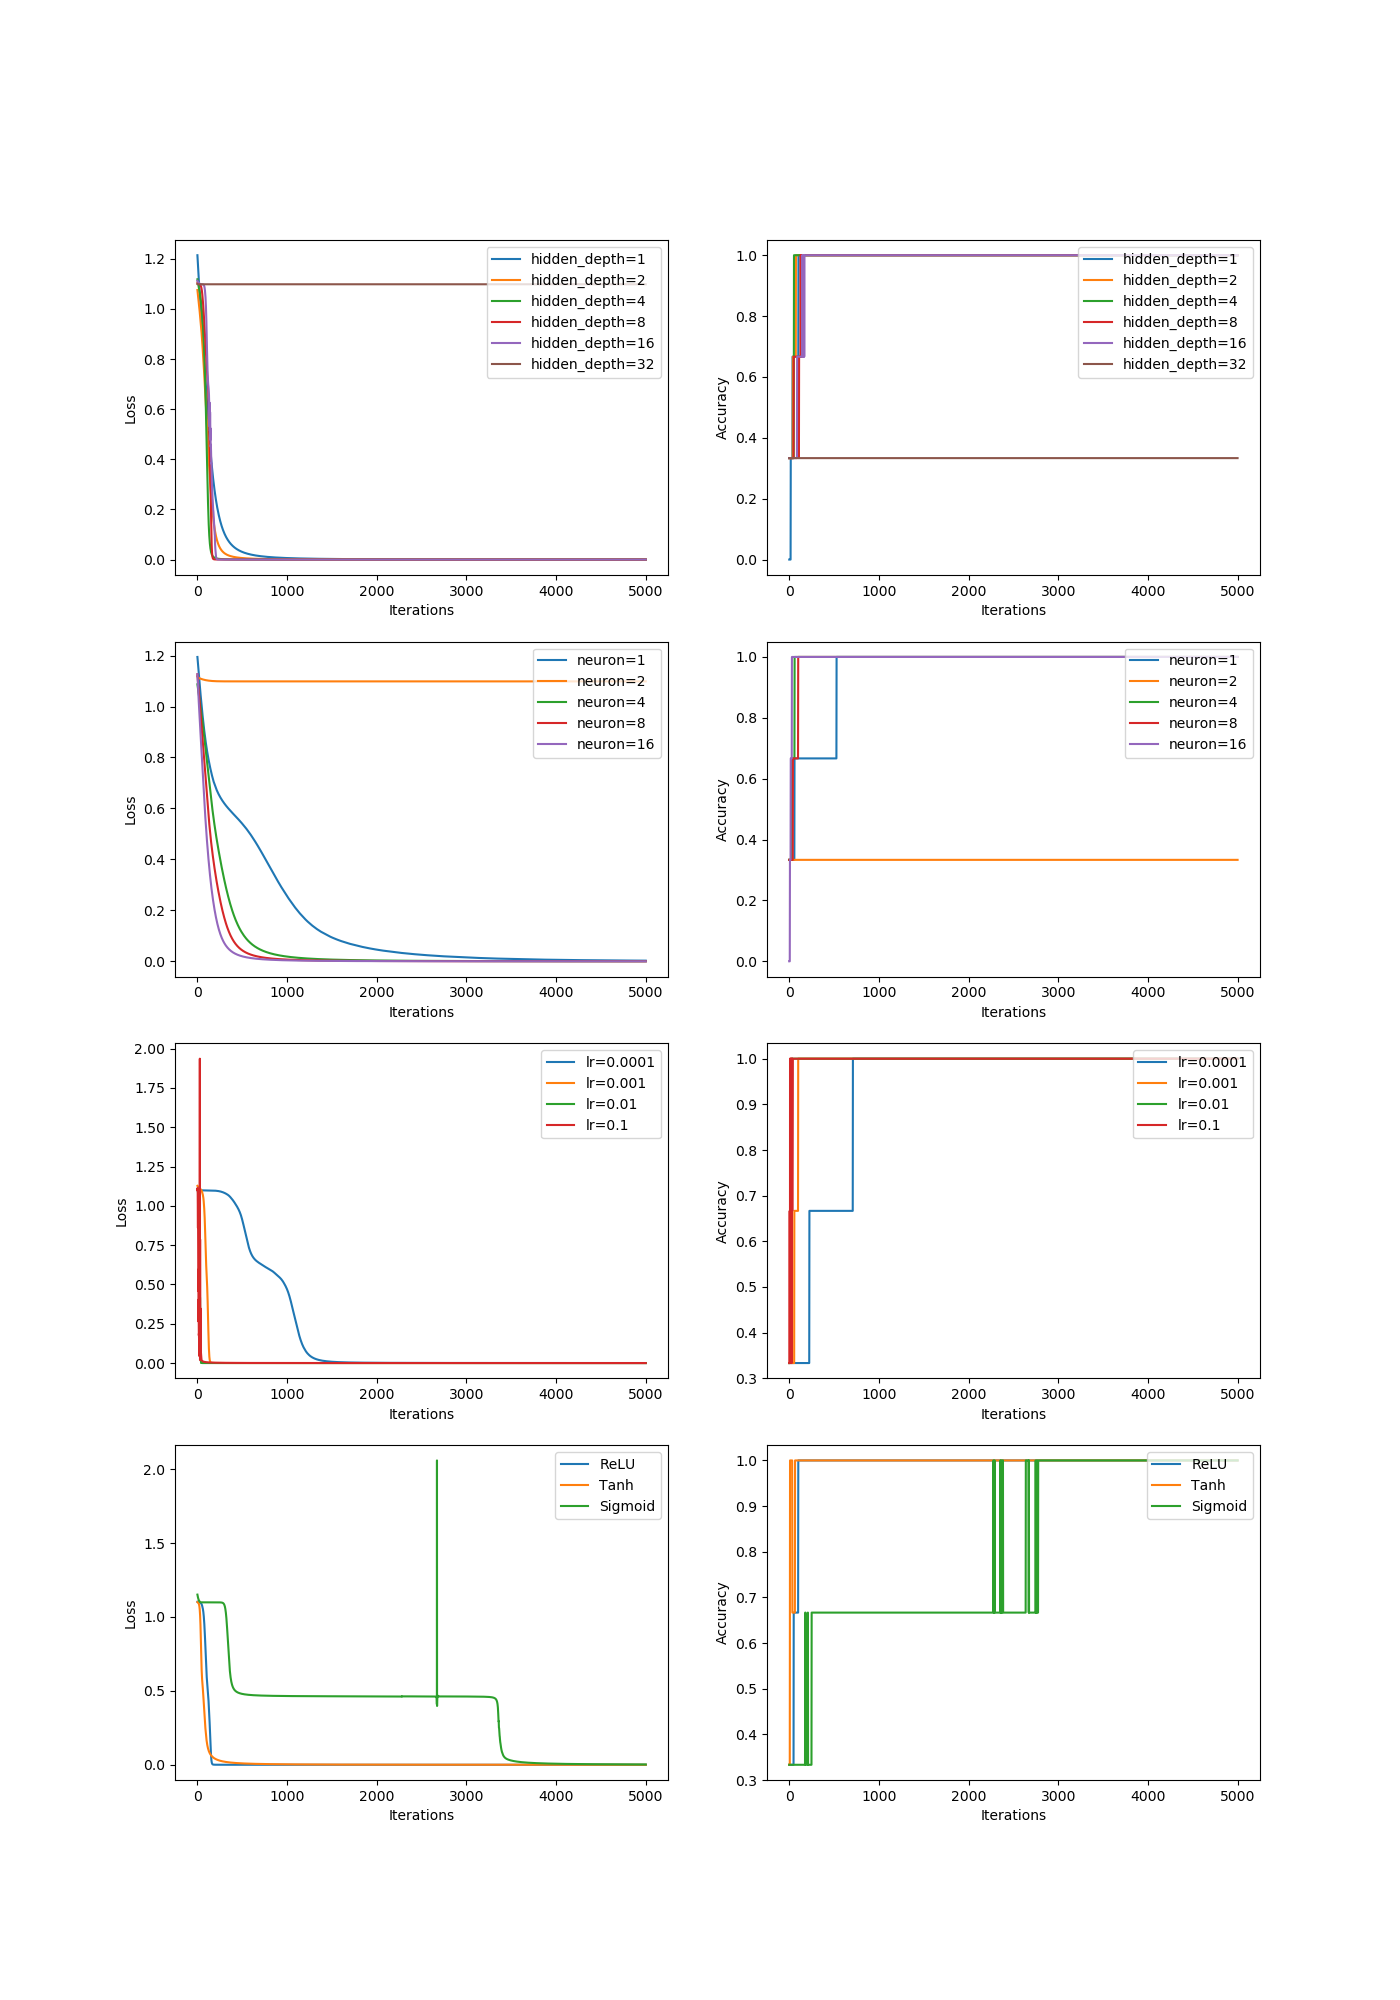 1.2
1.0
0.8
0.6
0.4
0.2
0.0
Loss
0
1000
2000
3000
4000
5000
Iterations
hidden_depth=1
hidden_depth=2
hidden_depth=4
hidden_depth=8
hidden_depth=16
hidden_depth=32
1.0
0.8
0.6
0.4
0.2
0.0
Accuracy
0
1000
2000
3000
4000
5000
Iterations
hidden_depth=1
hidden_depth=2
hidden_depth=4
hidden_depth=8
hidden_depth=16
hidden_depth=32
1.2
1.0
0.8
0.6
0.4
0.2
0.0
Loss
0
1000
2000
3000
4000
5000
Iterations
neuron=1
neuron=2
neuron=4
neuron=8
neuron=16
1.0
0.8
0.6
0.4
0.2
0.0
Accuracy
0
1000
2000
3000
4000
5000
Iterations
neuron=1
neuron=2
neuron=4
neuron=8
neuron=16
2.00
1.75
1.50
1.25
1.00
0.75
0.50
0.25
0.00
Loss
0
1000
2000
3000
4000
5000
Iterations
lr=0.0001
lr=0.001
lr=0.01
lr=0.1
1.0
0.9
0.8
0.7
0.6
0.5
0.4
0.3
Accuracy
0
1000
2000
3000
4000
5000
Iterations
lr=0.0001
lr=0.001
lr=0.01
lr=0.1
2.0
1.5
1.0
0.5
0.0
Loss
0
1000
2000
3000
4000
5000
Iterations
ReLU
Tanh
Sigmoid
1.0
0.9
0.8
0.7
0.6
0.5
0.4
0.3
Accuracy
0
1000
2000
3000
4000
5000
Iterations
ReLU
Tanh
Sigmoid